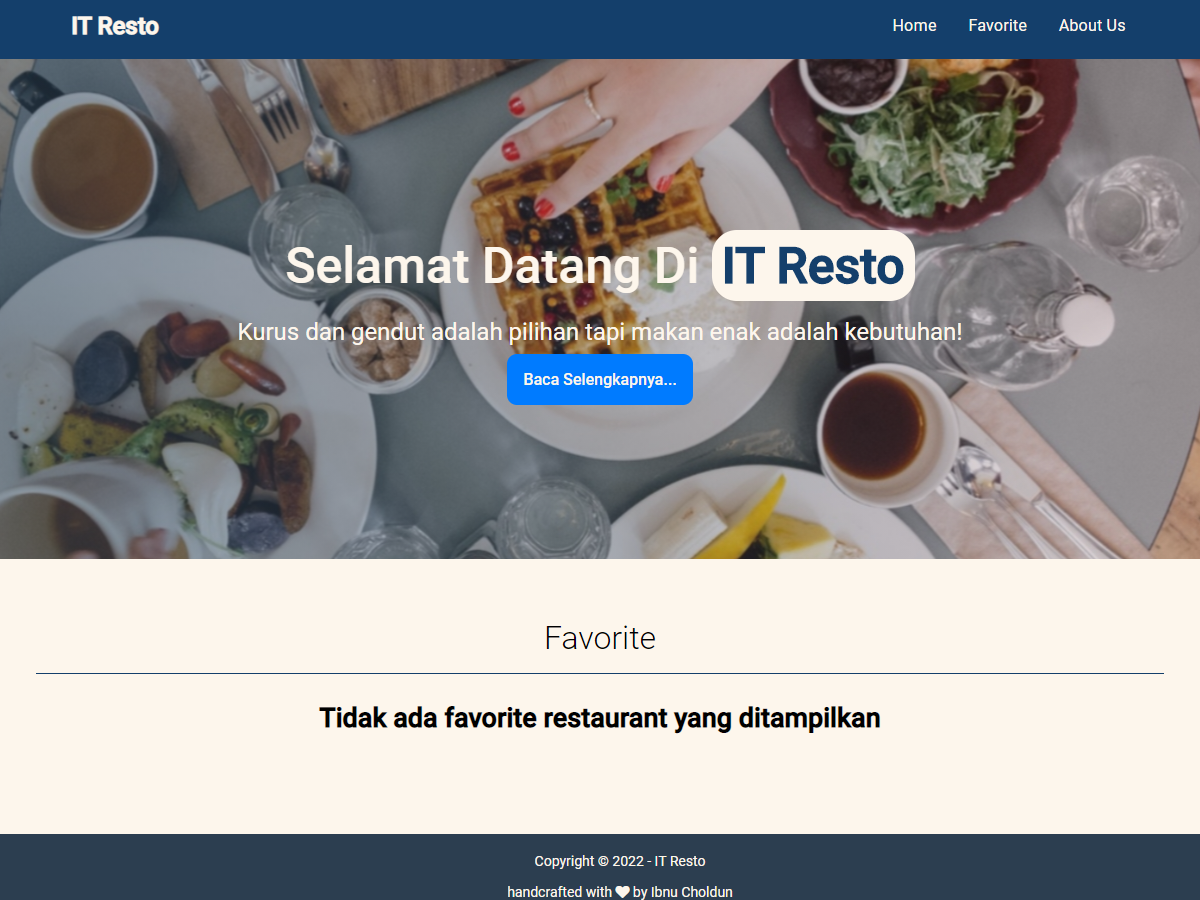 IT Resto
Home Favorite About Us
Selamat Datang Di IT Resto
Kurus dan gendut adalah pilihan tapi makan enak adalah kebutuhan!
Baca Selengkapnya...
Favorite
Tidak ada favorite restaurant yang ditampilkan
Copyright © 2022 - IT Resto
handcrafted with ❤ by Ibnu Choldun